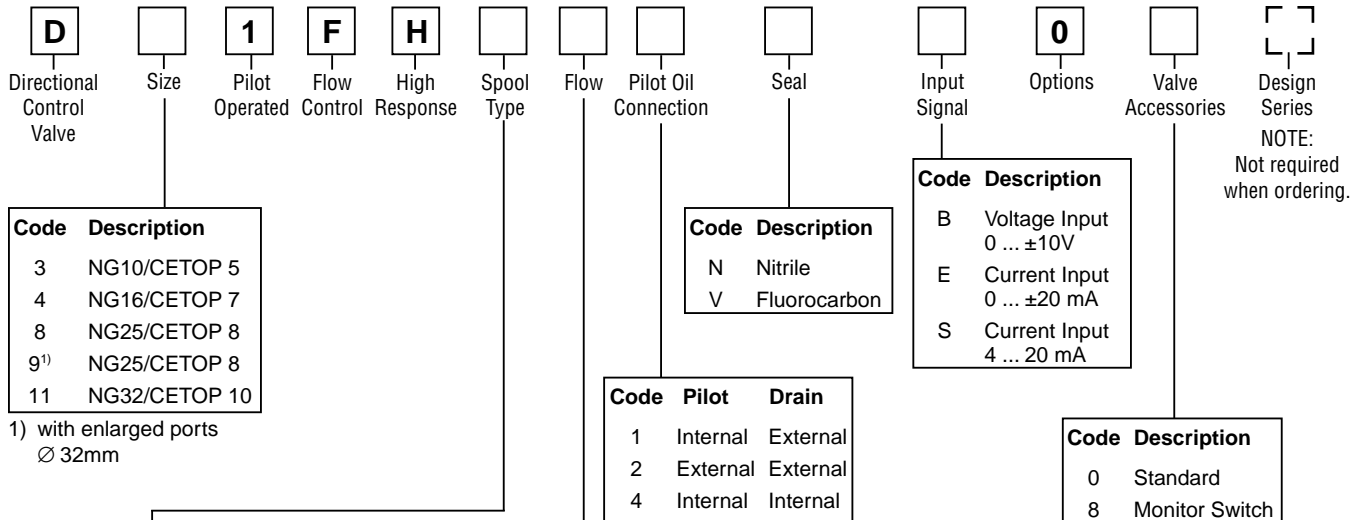 D 1 F H 0
Directional Control Valve
Size
Pilot Operated
Flow Control
High Response
Spool Type
Flow
Pilot Oil Connection
Seal
Input Signal
Options
Valve Accessories
Design Series
NOTE:
Not required
when ordering.
Code Description
3 NG10/CETOP 5
4 NG16/CETOP 7
8 NG25/CETOP 8
9¹⁾ NG25/CETOP 8
11 NG32/CETOP 10
1) with enlarged ports
∅ 32mm
Code Description
N Nitrile
V Fluorocarbon
Code Description
B Voltage Input
0 ... ±10V
E Current Input
0 ... ±20 mA
S Current Input
4 ... 20 mA
Code Pilot Drain
1 Internal External
2 External External
4 Internal Internal
Code Description
0 Standard
8 Monitor Switch